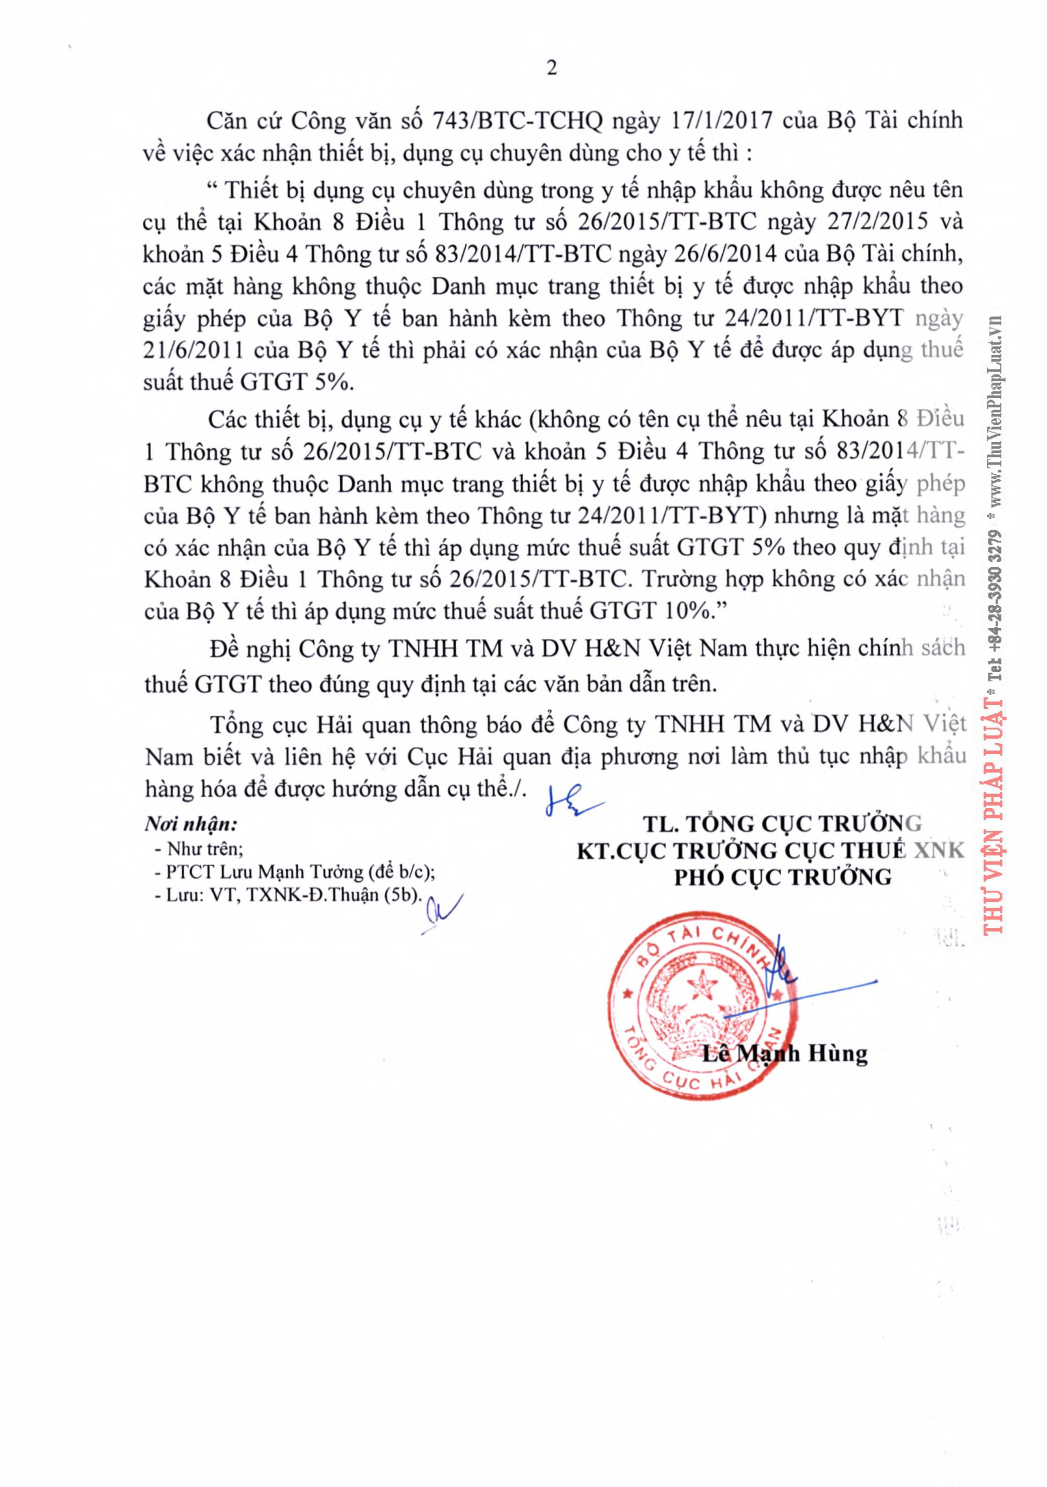 2
Căn cứ Công văn số 743/BTC-TCHQ ngày 17/1/2017 của Bộ Tài chính
về việc xác nhận thiết bị, dụng cụ chuyên dùng cho y tế thì :
“ Thiết bị dụng cụ chuyên dùng trong y tế nhập khẩu không được nêu tên
cụ thể tại Khoản 8 Điều 1 Thông tư số 26/2015/TT-BTC ngày 27/2/2015 và
khoản 5 Điều 4 Thông tư số 83/2014/TT-BTC ngày 26/6/2014 của Bộ Tài chính,
các mặt hàng không thuộc Danh mục trang thiết bị y tế được nhập khẩu theo
giấy phép của Bộ Y tế ban hành kèm theo Thông tư 24/2011/TT-BYT ngày
21/6/2011 của Bộ Y tế thì phải có xác nhận của Bộ Y tế để được áp dụng thuế
suất thuế GTGT 5%.
Các thiết bị, dụng cụ y tế khác (không có tên cụ thể nêu tại Khoản 8 Điều
1 Thông tư số 26/2015/TT-BTC và khoản 5 Điều 4 Thông tư số 83/2014/TT-
BTC không thuộc Danh mục trang thiết bị y tế được nhập khẩu theo giấy phép
của Bộ Y tế ban hành kèm theo Thông tư 24/2011/TT-BYT) nhưng là mặt hàng
có xác nhận của Bộ Y tế thì áp dụng mức thuế suất GTGT 5% theo quy định tại
Khoản 8 Điều 1 Thông tư số 26/2015/TT-BTC. Trường hợp không có xác nhận
của Bộ Y tế thì áp dụng mức thuế suất thuế GTGT 10%.”
Đề nghị Công ty TNHH TM và DV H&N Việt Nam thực hiện chính sách
thuế GTGT theo đúng quy định tại các văn bản dẫn trên.
Tổng cục Hải quan thông báo để Công ty TNHH TM và DV H&N Việt
Nam biết và liên hệ với Cục Hải quan địa phương nơi làm thủ tục nhập khẩu
hàng hóa để được hướng dẫn cụ thể./.
Nơi nhận:
- Như trên;
- PTCT Lưu Mạnh Tưởng (để b/c);
- Lưu: VT, TXNK-Đ.Thuận (5b).
TL. TỔNG CỤC TRƯỞNG
KT.CỤC TRƯỞNG CỤC THUẾ XNK
PHÓ CỤC TRƯỞNG
BỘ TÀI CHÍNH
TỔNG CỤC HẢI QUAN
Lê Mạnh Hùng
THƯ VIỆN PHÁP LUẬT * Tel: +84-28-3930 3279 * www.ThuVienPhapLuat.vn